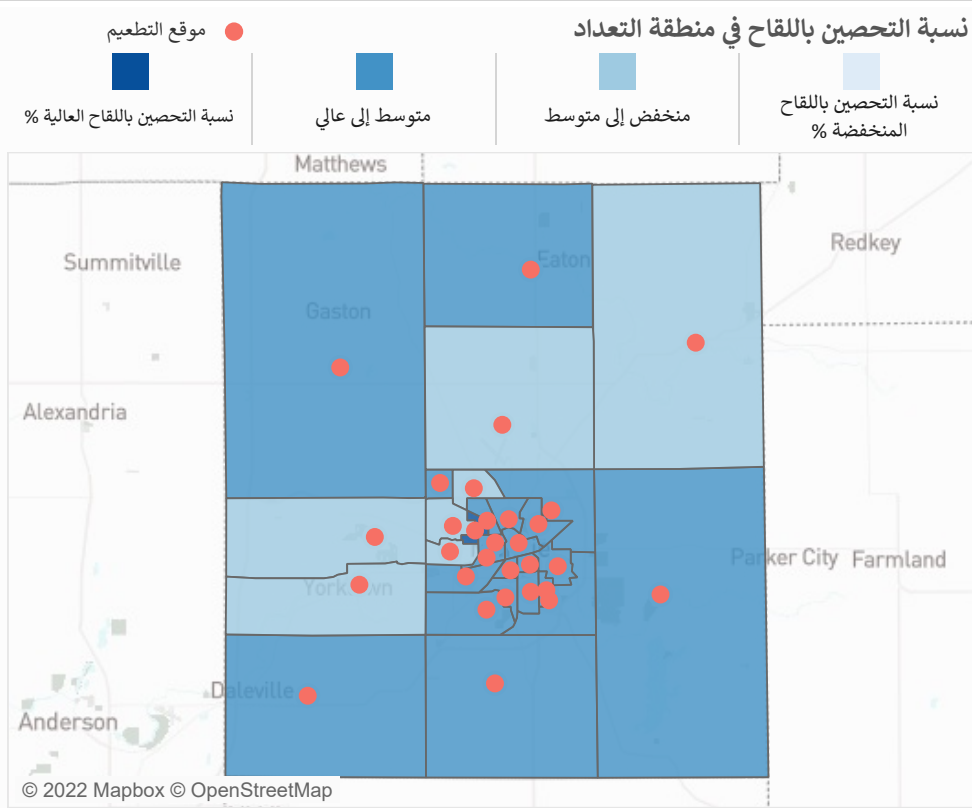 نسبة التحصين باللقاح في منطقة التعداد
موقع التطعيم
نسبة التحصين باللقاح
المنخفضة %
منخفض إلى متوسط
متوسط إلى عالي
نسبة التحصين باللقاح العالية %
Matthews
Summitville
Eaton
Redkey
Gaston
Alexandria
Parker City
Farmland
Yorktown
Daleville
Anderson
© 2022 Mapbox © OpenStreetMap